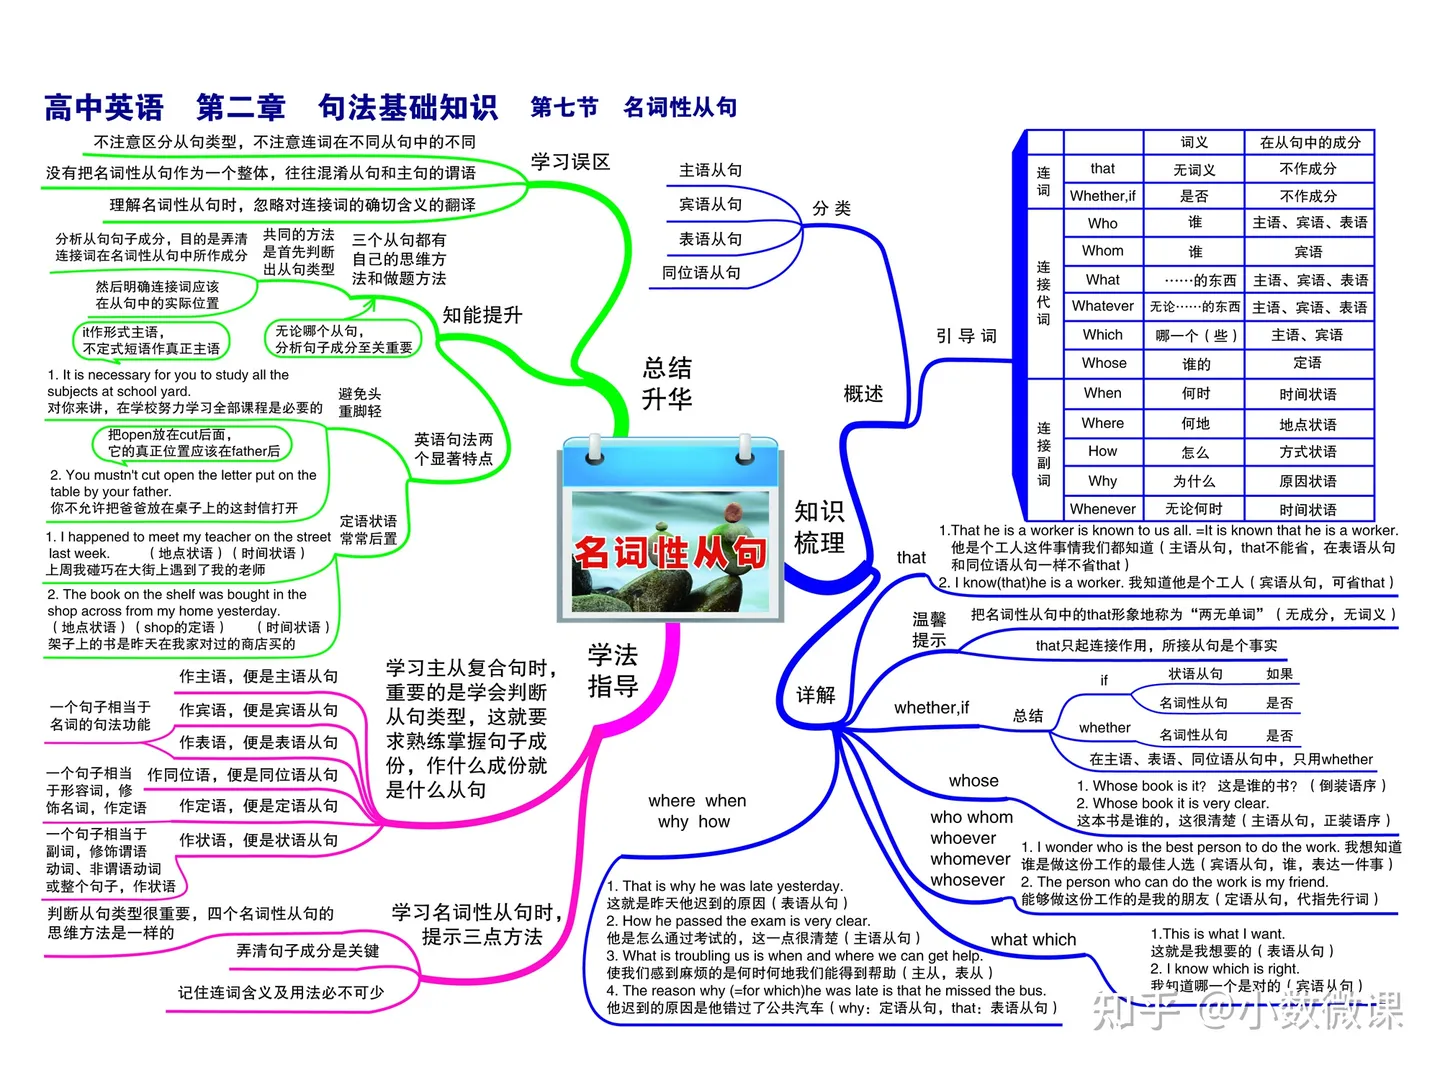 高中英语 第二章 句法基础知识 第七节 名词性从句
不注意区分从句类型，不注意连词在不同从句中的不同
没有把名词性从句作为一个整体，往往混淆从句和主句的谓语
理解名词性从句时，忽略对连接词的确切含义的翻译
学习误区
分析从句句子成分，目的是弄清
连接词在名词性从句中所作成分
共同的方法
是首先判断
出从句类型
三个从句都有
自己的思维方
法和做题方法
然后明确连接词应该
在从句中的实际位置
知能提升
无论哪个从句，
分析句子成分至关重要
it作形式主语，
不定式短语作真正主语
1. It is necessary for you to study all the
subjects at school yard.
对你来讲，在学校努力学习全部课程是必要的
避免头
重脚轻
把open放在cut后面，
它的真正位置应该在father后
2. You mustn't cut open the letter put on the
table by your father.
你不允许把爸爸放在桌子上的这封信打开
英语句法两
个显著特点
定语状语
常常后置
1. I happened to meet my teacher on the street
last week. （地点状语）（时间状语）
上周我碰巧在大街上遇到了我的老师
2. The book on the shelf was bought in the
shop across from my home yesterday.
（地点状语）（shop的定语） （时间状语）
架子上的书是昨天在我家对过的商店买的
总结
升华
名词性从句
学法
指导
学习主从复合句时，
重要的是学会判断
从句类型，这就要
求熟练掌握句子成
份，作什么成份就
是什么从句
一个句子相当于
名词的句法功能
作主语，便是主语从句
作宾语，便是宾语从句
作表语，便是表语从句
作同位语，便是同位语从句
一个句子相当
于形容词，修
饰名词，作定语
作定语，便是定语从句
一个句子相当于
副词，修饰谓语
动词、非谓语动词
或整个句子，作状语
作状语，便是状语从句
学习名词性从句时，
提示三点方法
判断从句类型很重要，四个名词性从句的
思维方法是一样的
弄清句子成分是关键
记住连词含义及用法必不可少
知识
梳理
概述
分类
主语从句
宾语从句
表语从句
同位语从句
引导词
词义 在从句中的成分
连词
that 无词义 不作成分
Whether,if 是否 不作成分
连接代词
Who 谁 主语、宾语、表语
Whom 谁 宾语
What ……的东西 主语、宾语、表语
Whatever 无论……的东西 主语、宾语、表语
Which 哪一个（些） 主语、宾语
Whose 谁的 定语
连接副词
When 何时 时间状语
Where 何地 地点状语
How 怎么 方式状语
Why 为什么 原因状语
Whenever 无论何时 时间状语
详解
that
1.That he is a worker is known to us all. =It is known that he is a worker.
他是个工人这件事情我们都知道（主语从句，that不能省，在表语从句
和同位语从句一样不省that）
2. I know(that)he is a worker. 我知道他是个工人（宾语从句，可省that）
温馨
提示
把名词性从句中的that形象地称为“两无单词”（无成分，无词义）
that只起连接作用，所接从句是个事实
whether,if
总结
if
状语从句 如果
名词性从句 是否
whether
名词性从句 是否
在主语、表语、同位语从句中，只用whether
whose
1. Whose book is it? 这是谁的书？（倒装语序）
2. Whose book it is very clear.
这本书是谁的，这很清楚（主语从句，正装语序）
who whom
whoever
whomever
whosever
1. I wonder who is the best person to do the work. 我想知道
谁是做这份工作的最佳人选（宾语从句，谁，表达一件事）
2. The person who can do the work is my friend.
能够做这份工作的是我的朋友（定语从句，代指先行词）
what which
1.This is what I want.
这就是我想要的（表语从句）
2. I know which is right.
我知道哪一个是对的（宾语从句）
where when
why how
1. That is why he was late yesterday.
这就是昨天他迟到的原因（表语从句）
2. How he passed the exam is very clear.
他是怎么通过考试的，这一点很清楚（主语从句）
3. What is troubling us is when and where we can get help.
使我们感到麻烦的是何时何地我们能得到帮助（主从，表从）
4. The reason why (=for which)he was late is that he missed the bus.
他迟到的原因是他错过了公共汽车（why：定语从句，that：表语从句）
知乎 @小数微课